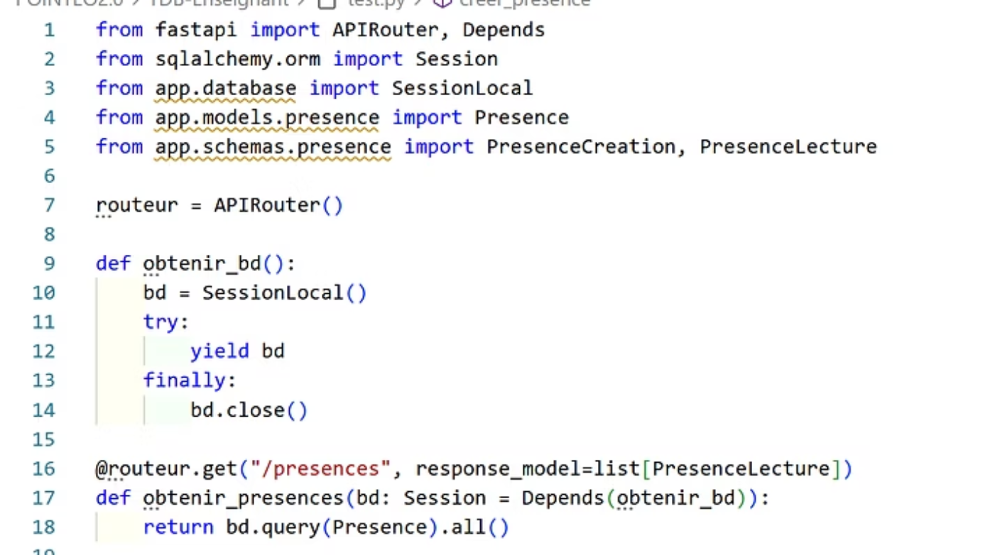 TDB-Enseignant > test.py > creer_presence
1 from fastapi import APIRouter, Depends
2 from sqlalchemy.orm import Session
3 from app.database import SessionLocal
4 from app.models.presence import Presence
5 from app.schemas.presence import PresenceCreation, PresenceLecture
6
7 routeur = APIRouter()
8
9 def obtenir_bd():
10     bd = SessionLocal()
11     try:
12         yield bd
13     finally:
14         bd.close()
15
16 @routeur.get("/presences", response_model=list[PresenceLecture])
17 def obtenir_presences(bd: Session = Depends(obtenir_bd)):
18     return bd.query(Presence).all()
19